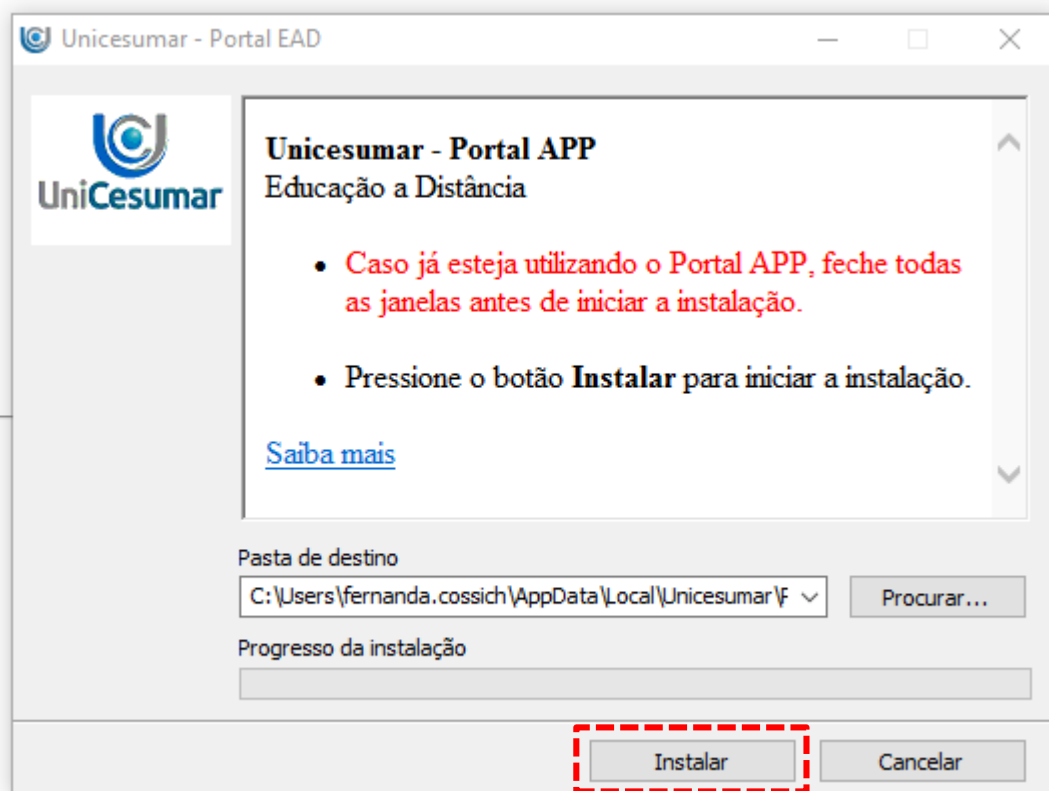 Unicesumar - Portal EAD
UniCesumar
Unicesumar - Portal APP
Educação a Distância
• Caso já esteja utilizando o Portal APP, feche todas
as janelas antes de iniciar a instalação.
• Pressione o botão Instalar para iniciar a instalação.
Saiba mais
Pasta de destino
C:\Users\fernanda.cossich\AppData\Local\Unicesumar\
Procurar...
Progresso da instalação
Instalar
Cancelar